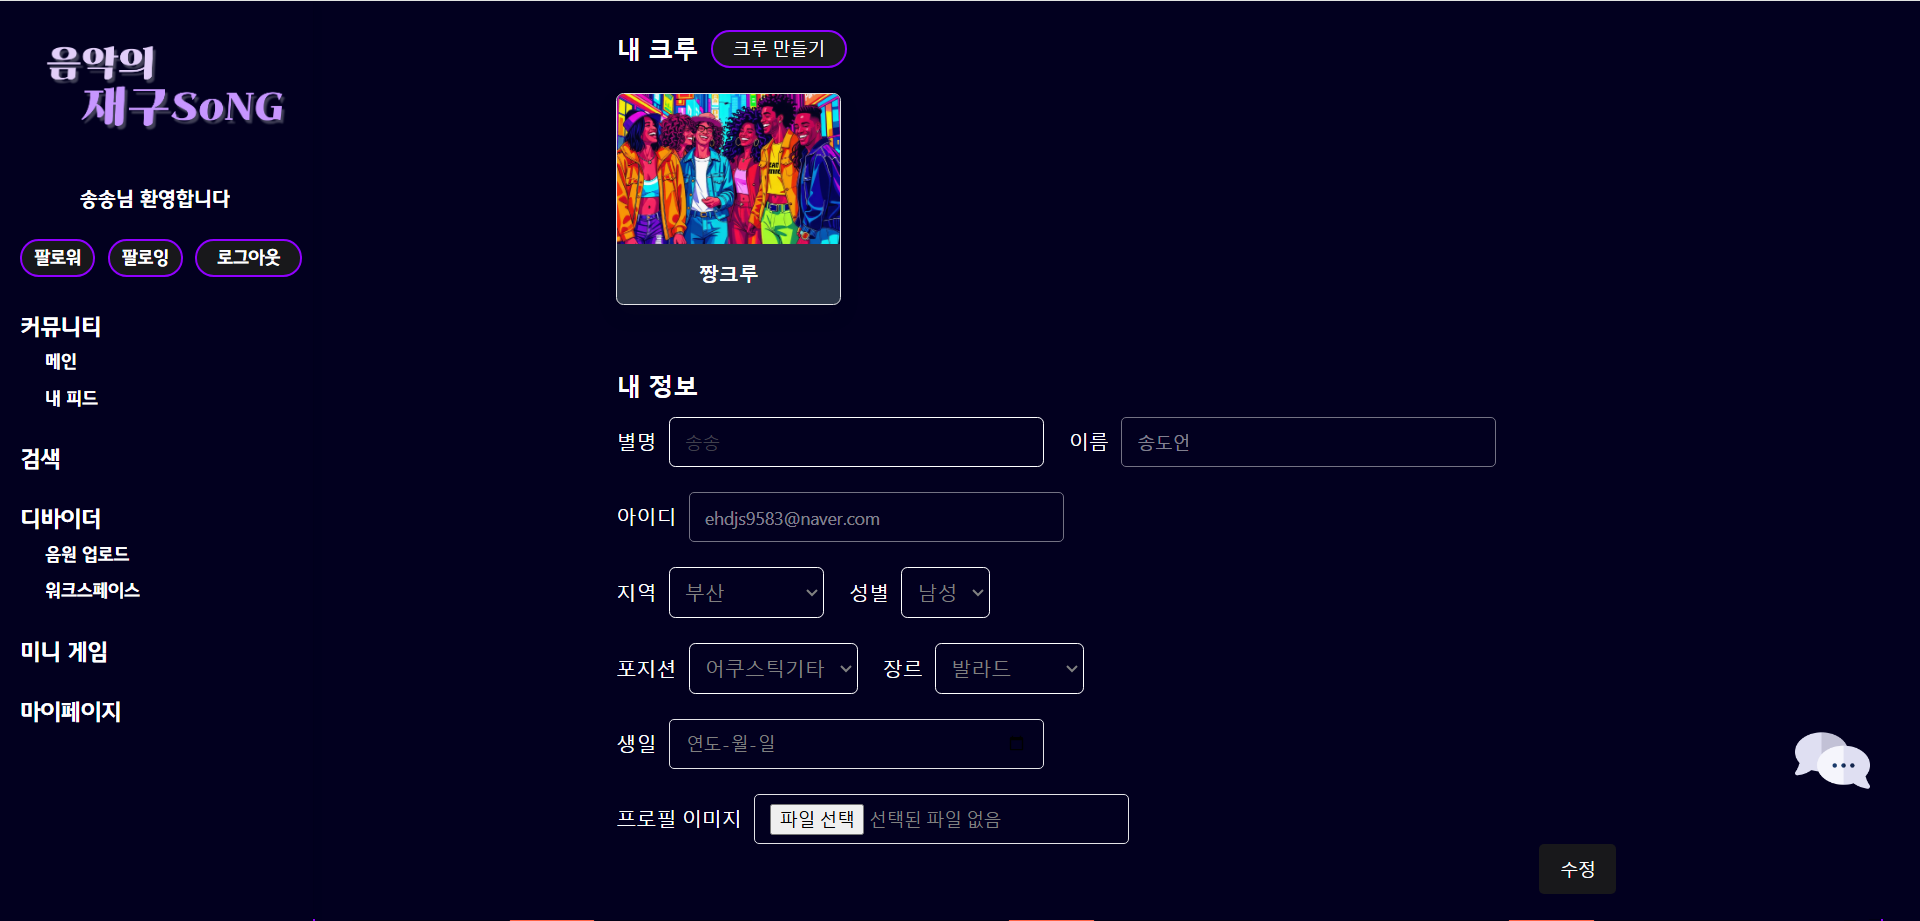 음악의
재구SoNG
송송님 환영합니다
팔로워 팔로잉 로그아웃
커뮤니티
메인
내 피드
검색
디바이더
음원 업로드
워크스페이스
미니 게임
마이페이지
내 크루 크루 만들기
짱크루
내 정보
별명 송송 이름 송도언
아이디 ehdjs9583@naver.com
지역 부산 성별 남성
포지션 어쿠스틱기타 장르 발라드
생일 연도-월-일
프로필 이미지 파일 선택 선택된 파일 없음
수정